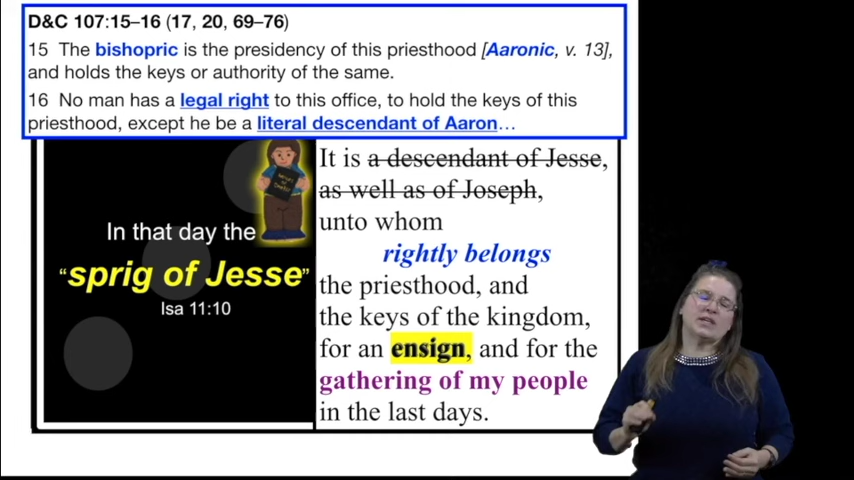 D&C 107:15–16 (17, 20, 69–76)
15 The bishopric is the presidency of this priesthood [Aaronic, v. 13],
and holds the keys or authority of the same.
16 No man has a legal right to this office, to hold the keys of this
priesthood, except he be a literal descendant of Aaron…
In that day the
“sprig of Jesse”
Isa 11:10
It is a descendant of Jesse,
as well as of Joseph,
unto whom
rightly belongs
the priesthood, and
the keys of the kingdom,
for an ensign, and for the
gathering of my people
in the last days.